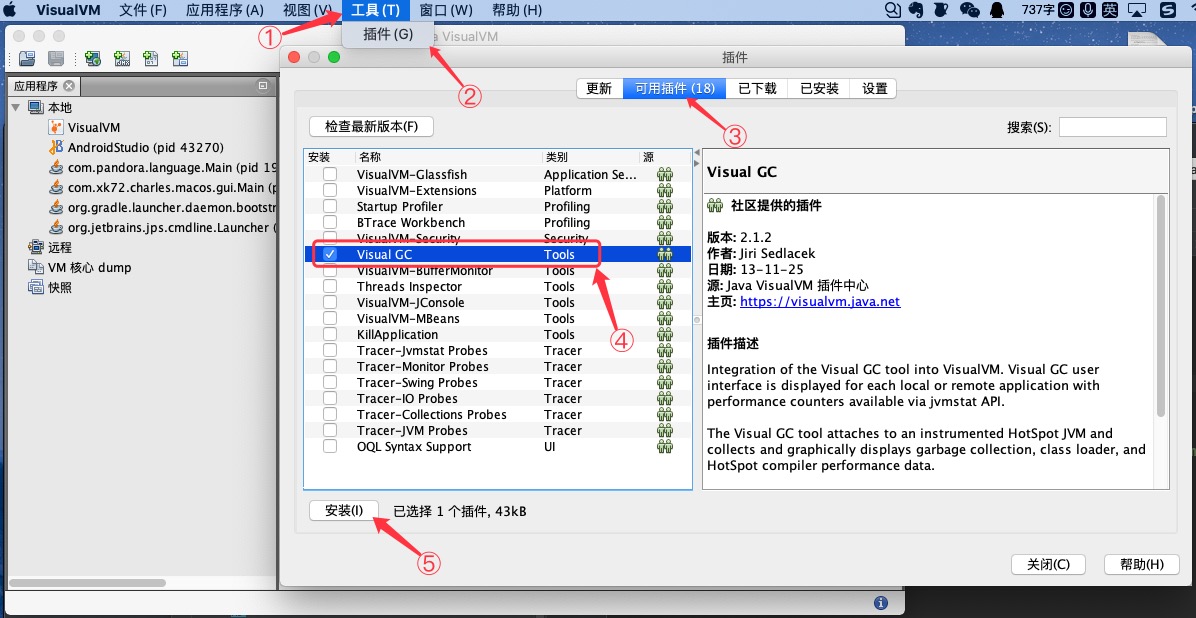 VisualVM 文件 (F) 应用程序 (A) 视图 (V) 工具 (T) 窗口 (W) 帮助 (H) 737字 英
① 插件 (G) VisualVM
②
插件
应用程序
更新 可用插件 (18) 已下载 已安装 设置
③
检查最新版本(F) 搜索(S):
本地
VisualVM
AndroidStudio (pid 43270)
com.pandora.language.Main (pid 19
com.xk72.charles.macos.gui.Main (p
org.gradle.launcher.daemon.bootstr
org.jetbrains.jps.cmdline.Launcher (
远程
VM 核心 dump
快照
安装 名称 类别 源
VisualVM-Glassfish Application Se...
VisualVM-Extensions Platform
Startup Profiler Profiling
BTrace Workbench Profiling
VisualVM-Security Security
Visual GC Tools
VisualVM-BufferMonitor Tools
Threads Inspector Tools
VisualVM-JConsole Tools
VisualVM-MBeans Tools
KillApplication Tools
Tracer-Jvmstat Probes Tracer
Tracer-Monitor Probes Tracer
Tracer-Swing Probes Tracer
Tracer-IO Probes Tracer
Tracer-Collections Probes Tracer
Tracer-JVM Probes Tracer
OQL Syntax Support UI
④
Visual GC
社区提供的插件
版本: 2.1.2
作者: Jiri Sedlacek
日期: 13-11-25
源: Java VisualVM 插件中心
主页: https://visualvm.java.net
插件描述
Integration of the Visual GC tool into VisualVM. Visual GC user
interface is displayed for each local or remote application with
performance counters available via jvmstat API.
The Visual GC tool attaches to an instrumented HotSpot JVM and
collects and graphically displays garbage collection, class loader, and
HotSpot compiler performance data.
安装(I) 已选择 1 个插件, 43kB
⑤
关闭(C) 帮助(H)